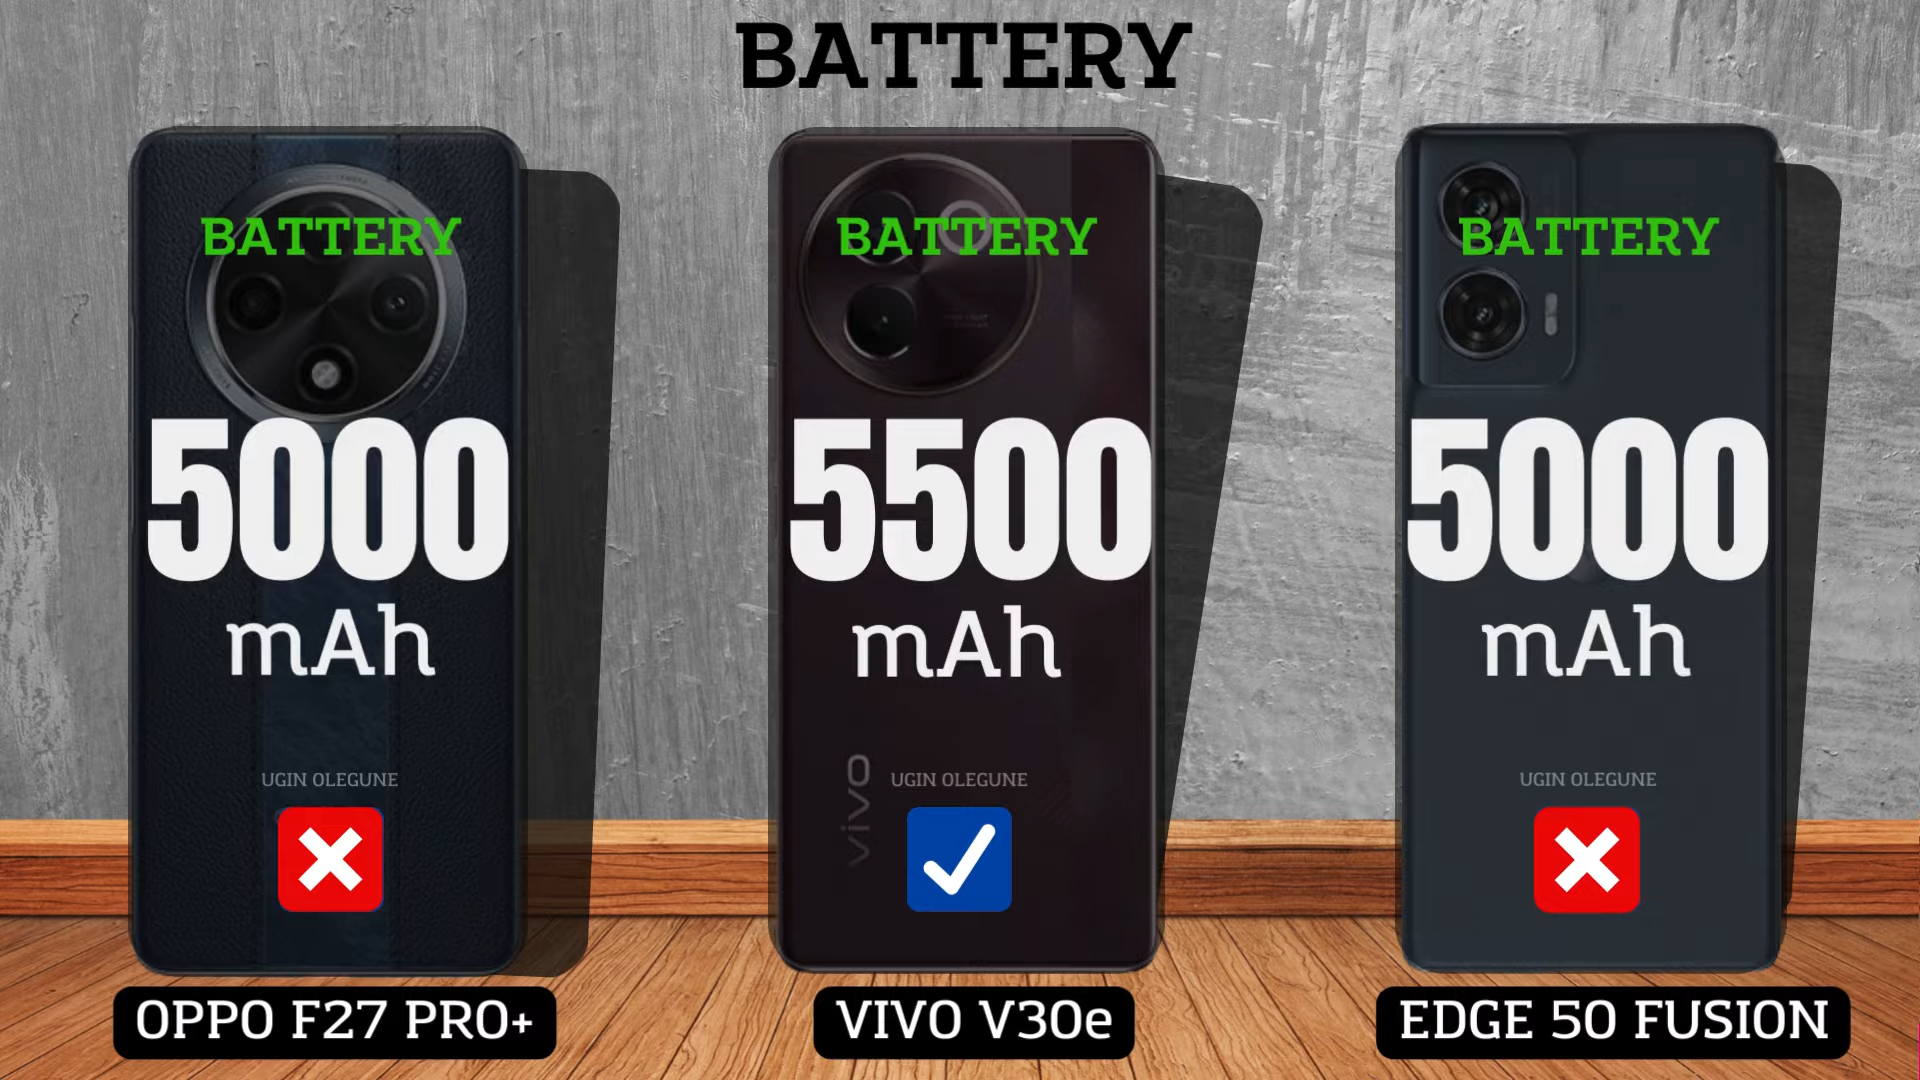 BATTERY
BATTERY
5000
mAh
UGIN OLEGUNE
OPPO F27 PRO+
BATTERY
5500
mAh
vivo
UGIN OLEGUNE
VIVO V30e
BATTERY
5000
mAh
UGIN OLEGUNE
EDGE 50 FUSION